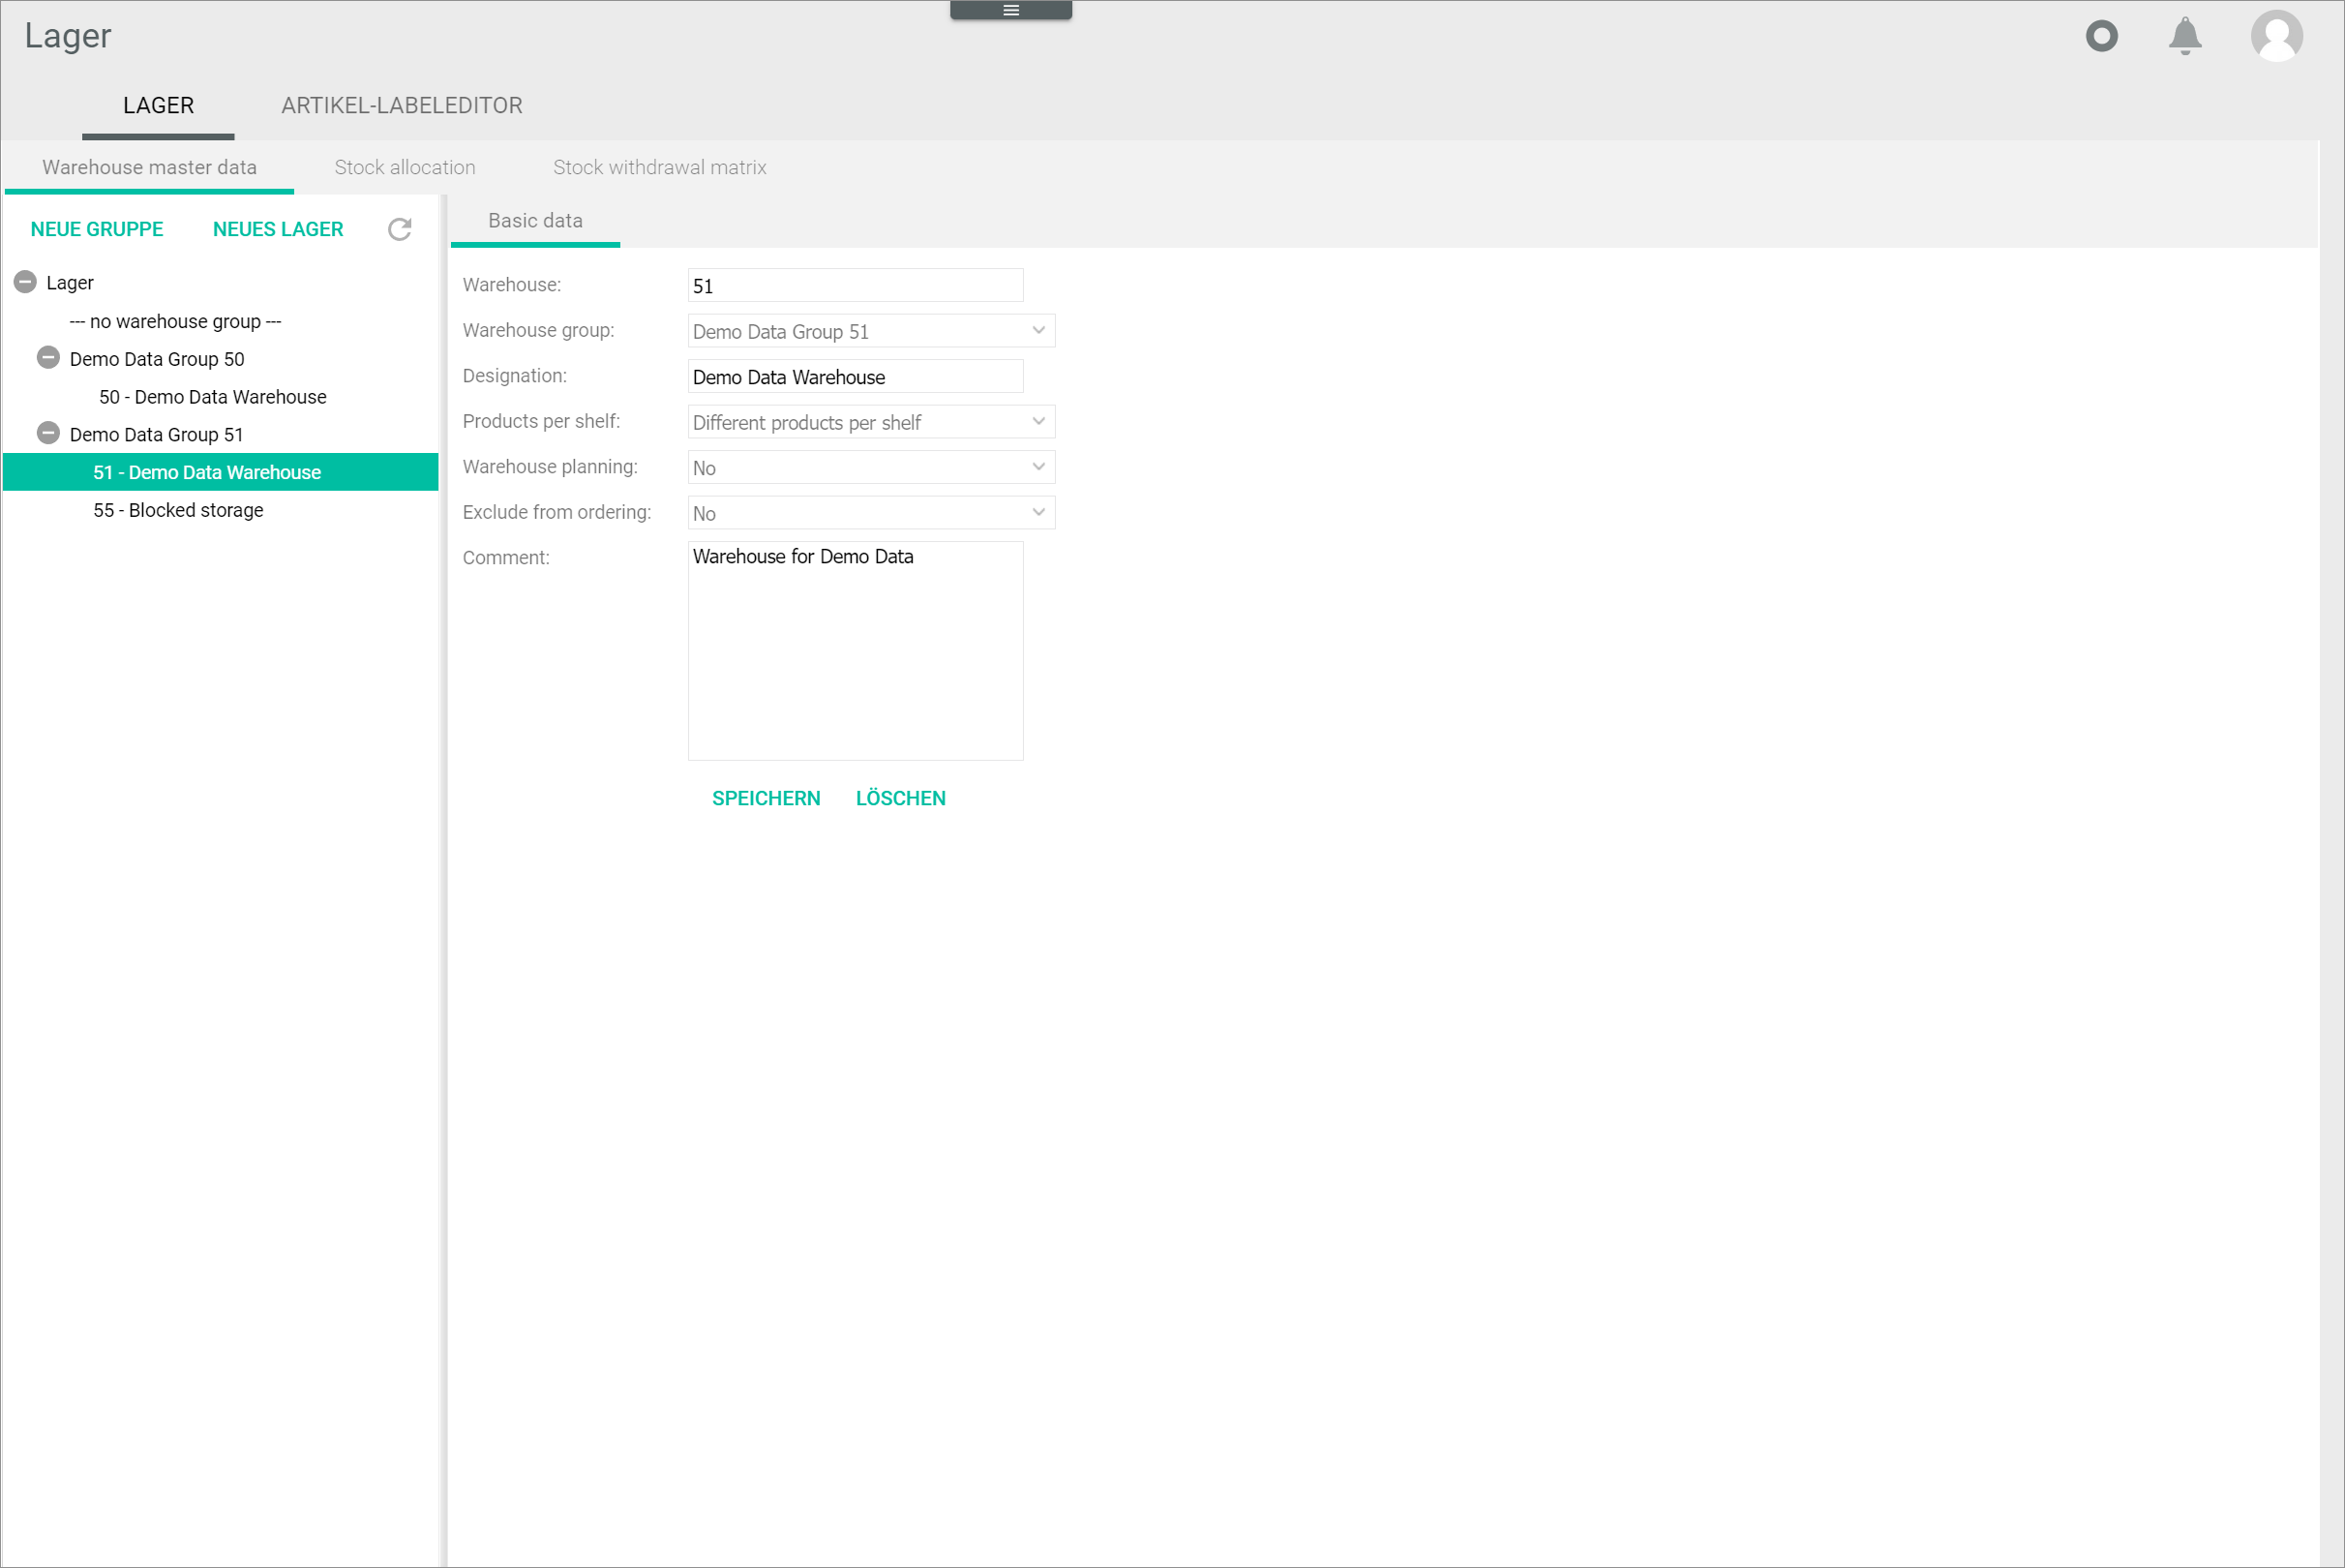 Lager
LAGER ARTIKEL-LABELEDITOR
Warehouse master data Stock allocation Stock withdrawal matrix
NEUE GRUPPE NEUES LAGER
Lager
--- no warehouse group ---
Demo Data Group 50
50 - Demo Data Warehouse
Demo Data Group 51
51 - Demo Data Warehouse
55 - Blocked storage
Basic data
Warehouse: 51
Warehouse group: Demo Data Group 51
Designation: Demo Data Warehouse
Products per shelf: Different products per shelf
Warehouse planning: No
Exclude from ordering: No
Comment: Warehouse for Demo Data
SPEICHERN LÖSCHEN